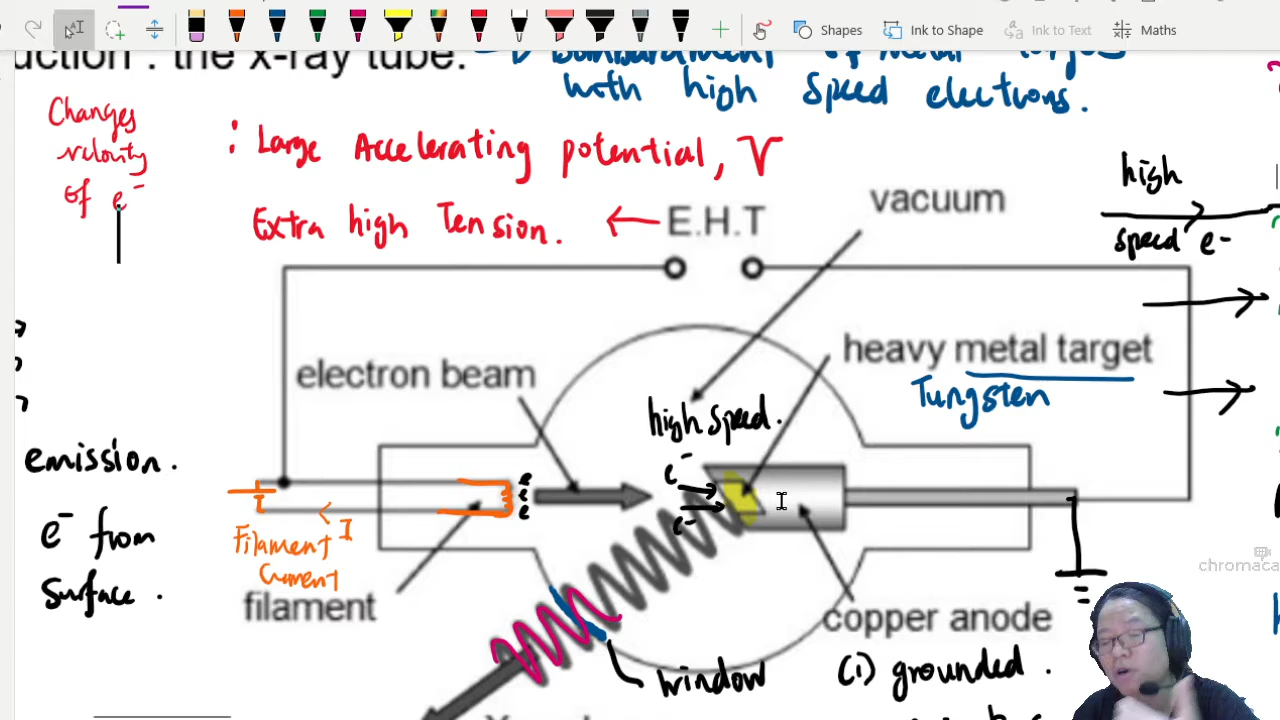 Shapes
Ink to Shape
Ink to Text
Maths
uction : the x-ray tube.
with high speed electrons.
Changes
velocity
of e⁻
: Large Accelerating potential, V
Extra high Tension. ← E.H.T
vacuum
high
speed e⁻
electron beam
heavy metal target
Tungsten
high speed.
e⁻
e⁻
e
e
e
emission.
e⁻ from
surface.
I
Filament
Current
filament
copper anode
window
(i) grounded.
chromaca